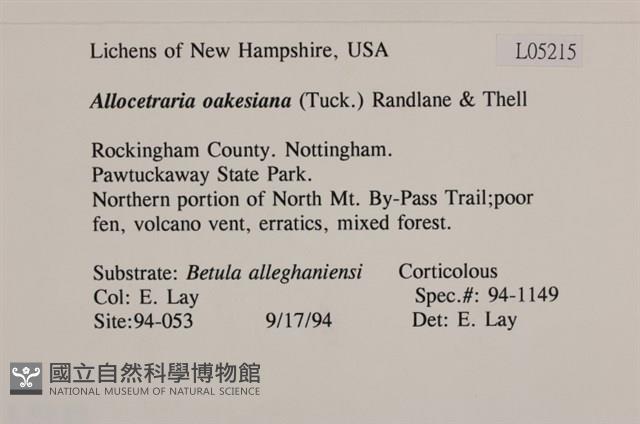 Lichens of New Hampshire, USA
L05215
Allocetraria oakesiana (Tuck.) Randlane & Thell
Rockingham County. Nottingham.
Pawtuckaway State Park.
Northern portion of North Mt. By-Pass Trail;poor
fen, volcano vent, erratics, mixed forest.
Substrate: Betula alleghaniensi Corticolous
Col: E. Lay Spec.#: 94-1149
Site:94-053 9/17/94 Det: E. Lay
國立自然科學博物館
NATIONAL MUSEUM OF NATURAL SCIENCE